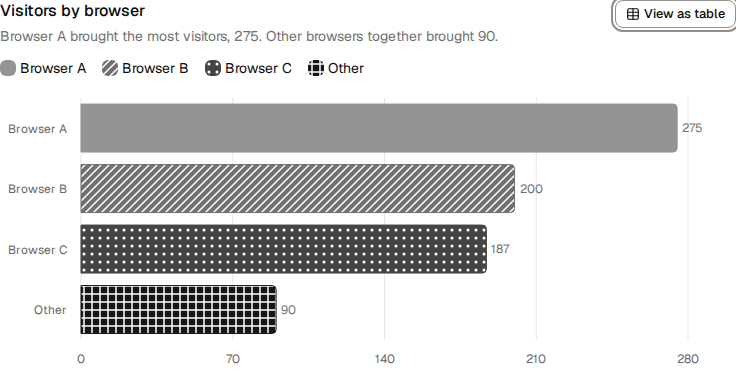 Visitors by browser
View as table
Browser A brought the most visitors, 275. Other browsers together brought 90.
Browser A Browser B Browser C Other
Browser A 275
Browser B 200
Browser C 187
Other 90
0 70 140 210 280